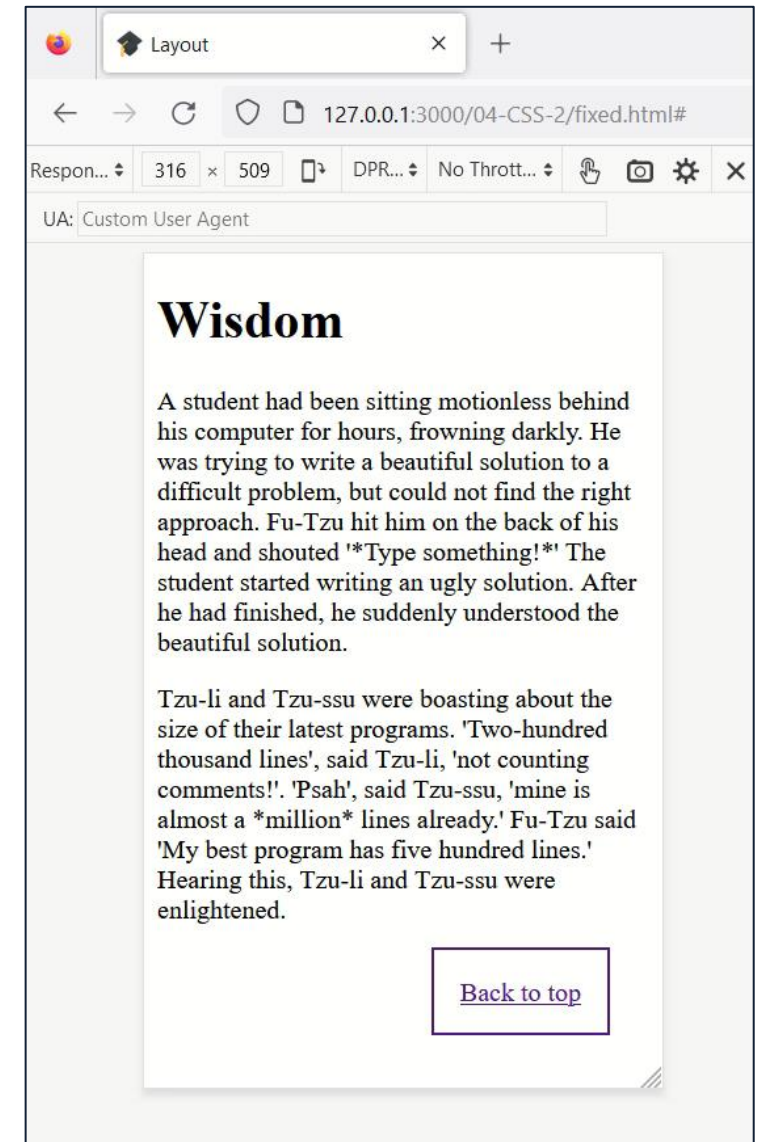 Layout
127.0.0.1:3000/04-CSS-2/fixed.html#
Respon... 316 × 509 DPR... No Thrott...
UA: Custom User Agent
Wisdom
A student had been sitting motionless behind
his computer for hours, frowning darkly. He
was trying to write a beautiful solution to a
difficult problem, but could not find the right
approach. Fu-Tzu hit him on the back of his
head and shouted '*Type something!*' The
student started writing an ugly solution. After
he had finished, he suddenly understood the
beautiful solution.
Tzu-li and Tzu-ssu were boasting about the
size of their latest programs. 'Two-hundred
thousand lines', said Tzu-li, 'not counting
comments!'. 'Psah', said Tzu-ssu, 'mine is
almost a *million* lines already.' Fu-Tzu said
'My best program has five hundred lines.'
Hearing this, Tzu-li and Tzu-ssu were
enlightened.
Back to top